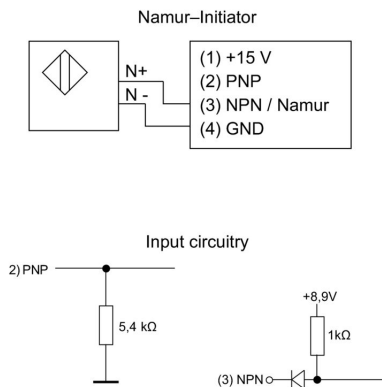 Namur–Initiator
N+
N -
(1) +15 V
(2) PNP
(3) NPN / Namur
(4) GND
Input circuitry
2) PNP
5,4 kΩ
+8,9V
1kΩ
(3) NPN